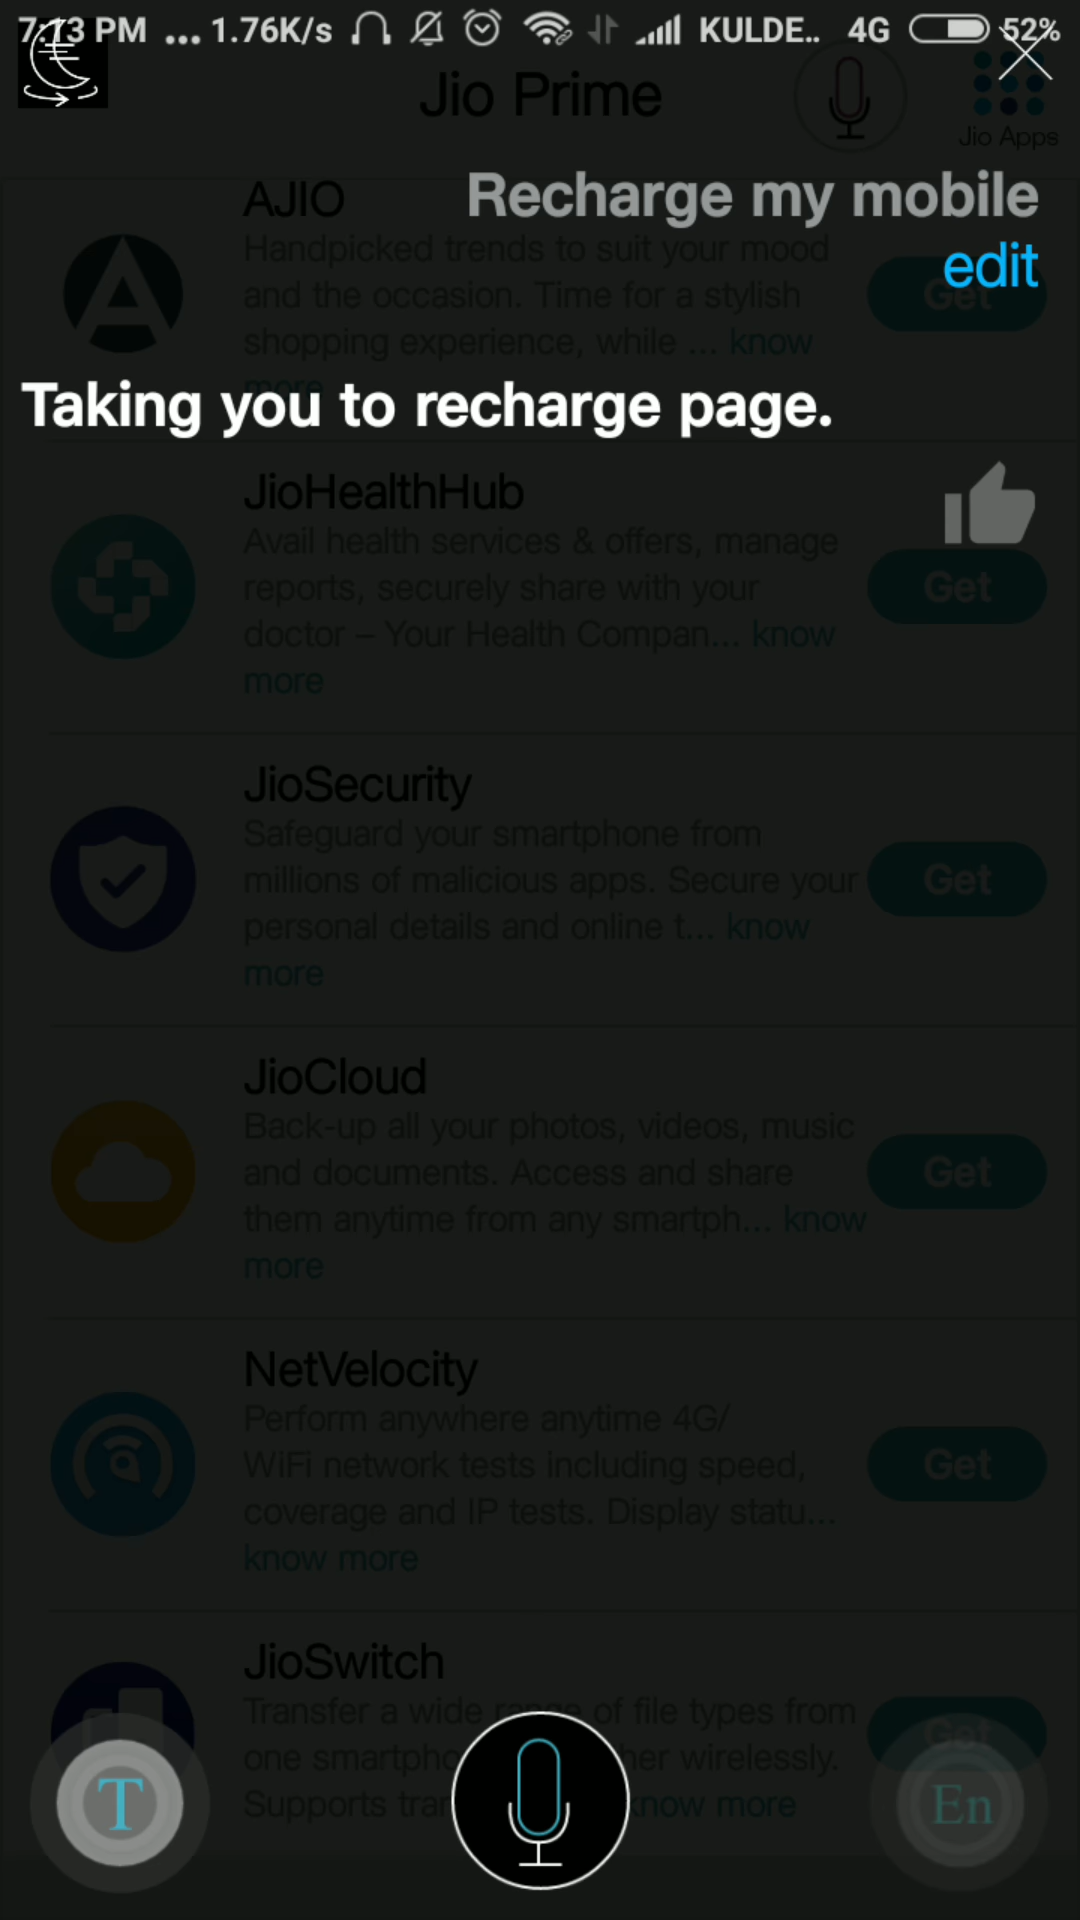 7:13 PM ... 1.76K/s KULDE.. 4G 52%
Jio Prime
Jio Apps
Recharge my mobile
edit
AJIO
Handpicked trends to suit your mood
and the occasion. Time for a stylish
shopping experience, while ... know
more
Get
Taking you to recharge page.
JioHealthHub
Avail health services & offers, manage
reports, securely share with your
doctor – Your Health Compan... know
more
Get
JioSecurity
Safeguard your smartphone from
millions of malicious apps. Secure your
personal details and online t... know
more
Get
JioCloud
Back-up all your photos, videos, music
and documents. Access and share
them anytime from any smartph... know
more
Get
NetVelocity
Perform anywhere anytime 4G/
WiFi network tests including speed,
coverage and IP tests. Display statu...
know more
Get
JioSwitch
Transfer a wide range of file types from
one smartpho her wirelessly.
Supports tra know more
Get
T
En